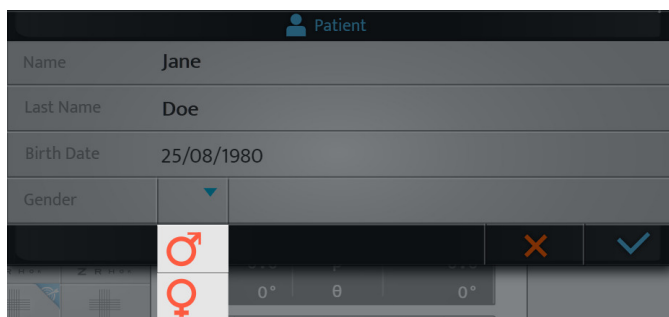 Patient
Name Jane
Last Name Doe
Birth Date 25/08/1980
Gender
♂
♀
0° θ 0°